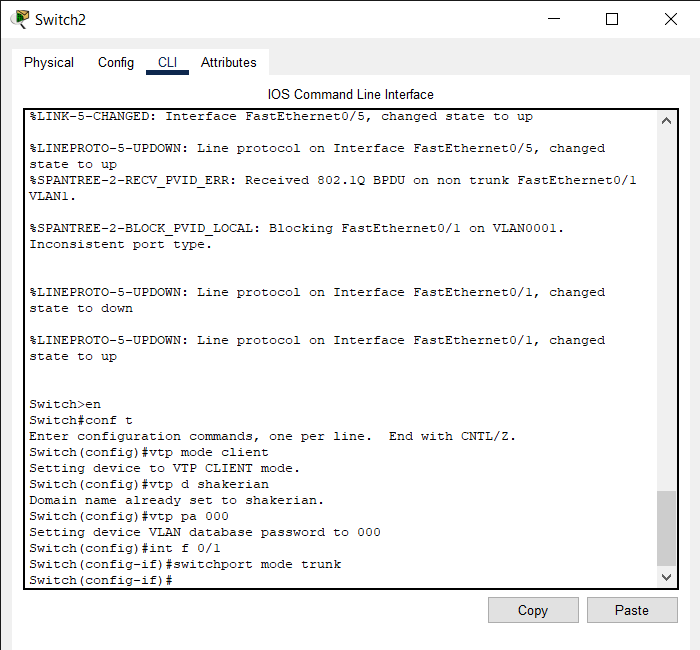 Switch2
Physical Config CLI Attributes
IOS Command Line Interface
%LINK-5-CHANGED: Interface FastEthernet0/5, changed state to up
%LINEPROTO-5-UPDOWN: Line protocol on Interface FastEthernet0/5, changed
state to up
%SPANTREE-2-RECV_PVID_ERR: Received 802.1Q BPDU on non trunk FastEthernet0/1
VLAN1.
%SPANTREE-2-BLOCK_PVID_LOCAL: Blocking FastEthernet0/1 on VLAN0001.
Inconsistent port type.
%LINEPROTO-5-UPDOWN: Line protocol on Interface FastEthernet0/1, changed
state to down
%LINEPROTO-5-UPDOWN: Line protocol on Interface FastEthernet0/1, changed
state to up
Switch>en
Switch#conf t
Enter configuration commands, one per line.  End with CNTL/Z.
Switch(config)#vtp mode client
Setting device to VTP CLIENT mode.
Switch(config)#vtp d shakerian
Domain name already set to shakerian.
Switch(config)#vtp pa 000
Setting device VLAN database password to 000
Switch(config)#int f 0/1
Switch(config-if)#switchport mode trunk
Switch(config-if)#
Copy Paste